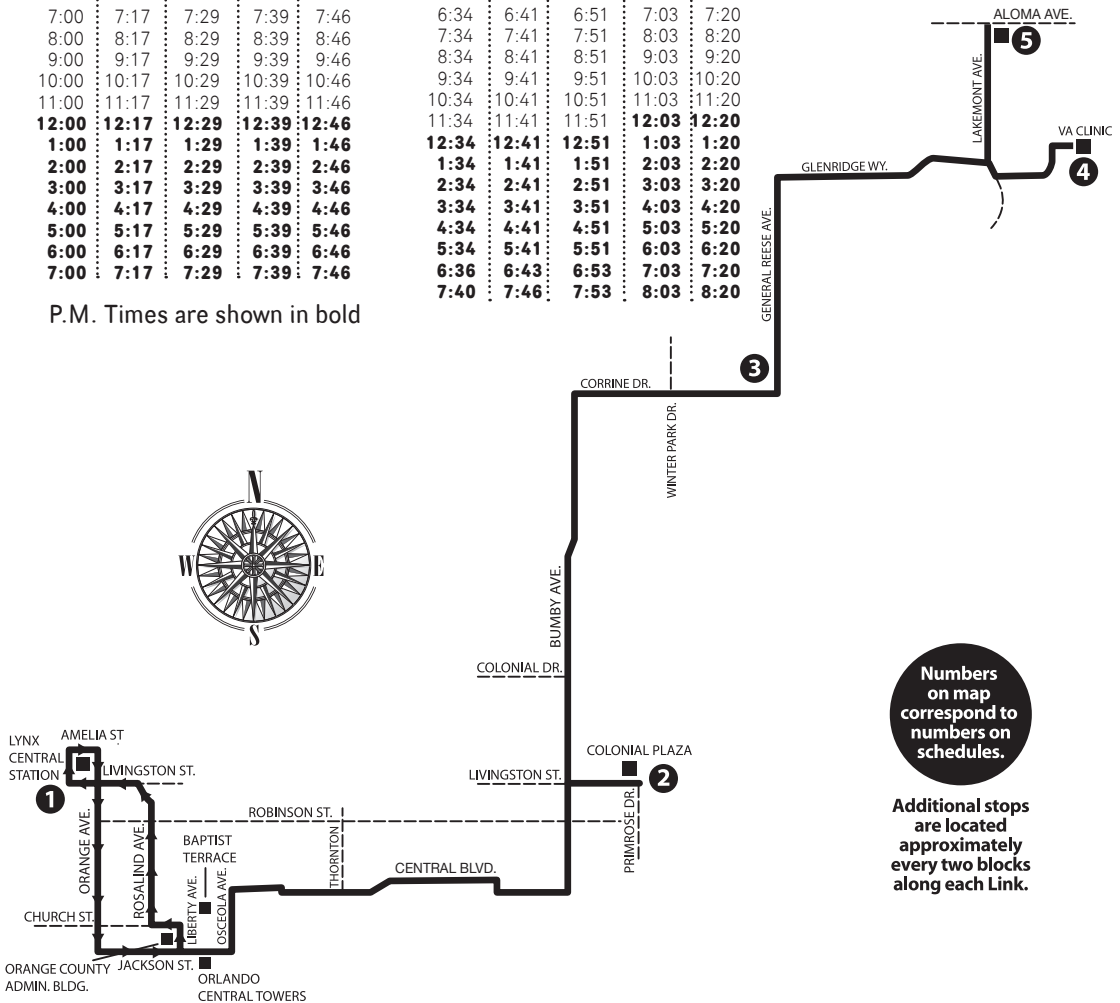 7:00 7:17 7:29 7:39 7:46
8:00 8:17 8:29 8:39 8:46
9:00 9:17 9:29 9:39 9:46
10:00 10:17 10:29 10:39 10:46
11:00 11:17 11:29 11:39 11:46
12:00 12:17 12:29 12:39 12:46
1:00 1:17 1:29 1:39 1:46
2:00 2:17 2:29 2:39 2:46
3:00 3:17 3:29 3:39 3:46
4:00 4:17 4:29 4:39 4:46
5:00 5:17 5:29 5:39 5:46
6:00 6:17 6:29 6:39 6:46
7:00 7:17 7:29 7:39 7:46
P.M. Times are shown in bold
6:34 6:41 6:51 7:03 7:20
7:34 7:41 7:51 8:03 8:20
8:34 8:41 8:51 9:03 9:20
9:34 9:41 9:51 10:03 10:20
10:34 10:41 10:51 11:03 11:20
11:34 11:41 11:51 12:03 12:20
12:34 12:41 12:51 1:03 1:20
1:34 1:41 1:51 2:03 2:20
2:34 2:41 2:51 3:03 3:20
3:34 3:41 3:51 4:03 4:20
4:34 4:41 4:51 5:03 5:20
5:34 5:41 5:51 6:03 6:20
6:36 6:43 6:53 7:03 7:20
7:40 7:46 7:53 8:03 8:20
ALOMA AVE.
5
LAKEMONT AVE.
VA CLINIC
4
GLENRIDGE WY.
GENERAL REESE AVE.
3
CORRINE DR.
WINTER PARK DR.
N
W E
S
BUMBY AVE.
COLONIAL DR.
Numbers
on map
correspond to
numbers on
schedules.
Additional stops
are located
approximately
every two blocks
along each Link.
LYNX
CENTRAL
STATION
AMELIA ST
1
LIVINGSTON ST.
LIVINGSTON ST.
COLONIAL PLAZA
2
ROBINSON ST.
PRIMROSE DR.
ORANGE AVE.
ROSALIND AVE.
BAPTIST
TERRACE
LIBERTY AVE.
OSCEOLA AVE.
THORNTON
CENTRAL BLVD.
CHURCH ST.
ORANGE COUNTY
ADMIN. BLDG.
JACKSON ST.
ORLANDO
CENTRAL TOWERS